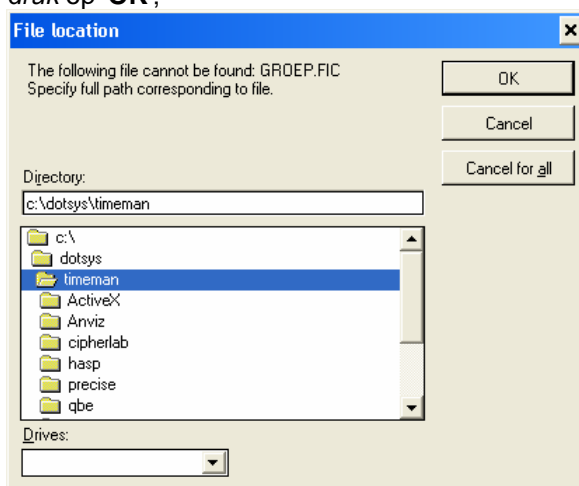 druk op 'OK',
File location
The following file cannot be found: GROEP.FIC
Specify full path corresponding to file.
OK
Cancel
Cancel for all
Directory:
c:\dotsys\timeman
c:\
dotsys
timeman
ActiveX
Anviz
cipherlab
hasp
precise
qbe
Drives: